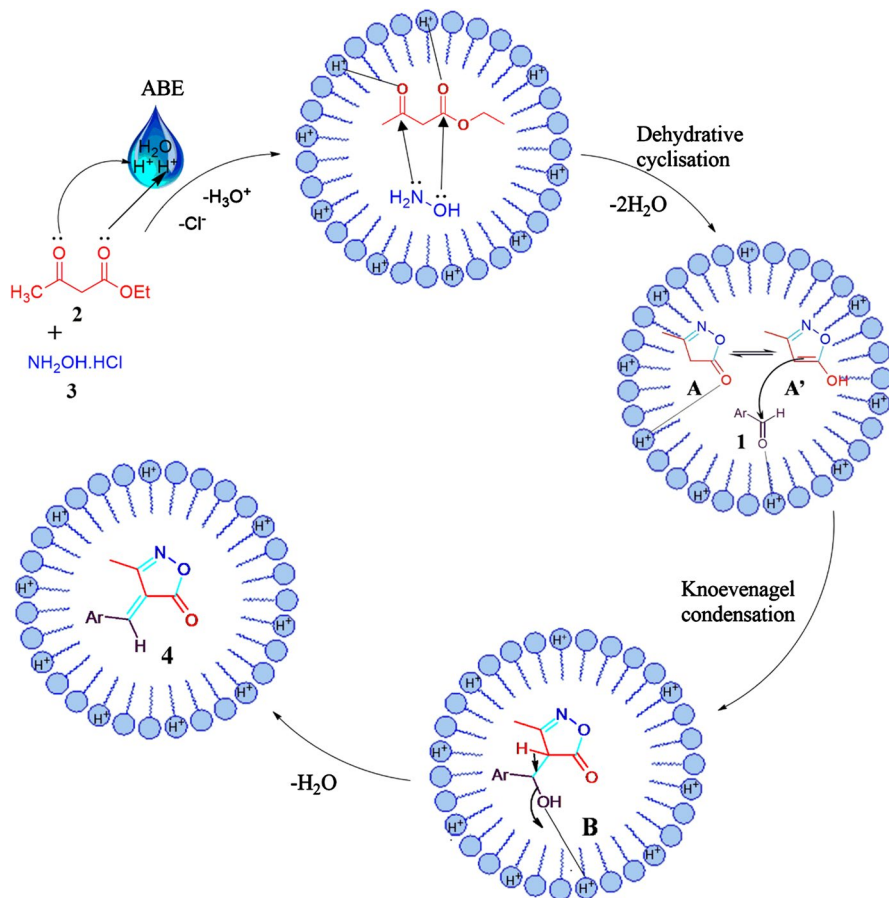 ABE
H2O
H+ H+
-H3O+
-Cl-
O
O
H3C
OEt
2
+
NH2OH.HCl
3
H+
H+
H+
H+
H+
H+
H+
H+
O
O
O
H2N
OH
Dehydrative
cyclisation
-2H2O
H+
H+
H+
H+
H+
H+
H+
H+
N
O
O
A
N
O
OH
A'
Ar
H
O
1
Knoevenagel
condensation
H+
H+
H+
H+
H+
H+
H+
H+
N
O
H
O
Ar
OH
B
-H2O
H+
H+
H+
H+
H+
H+
H+
H+
H+
N
O
O
Ar
H
4